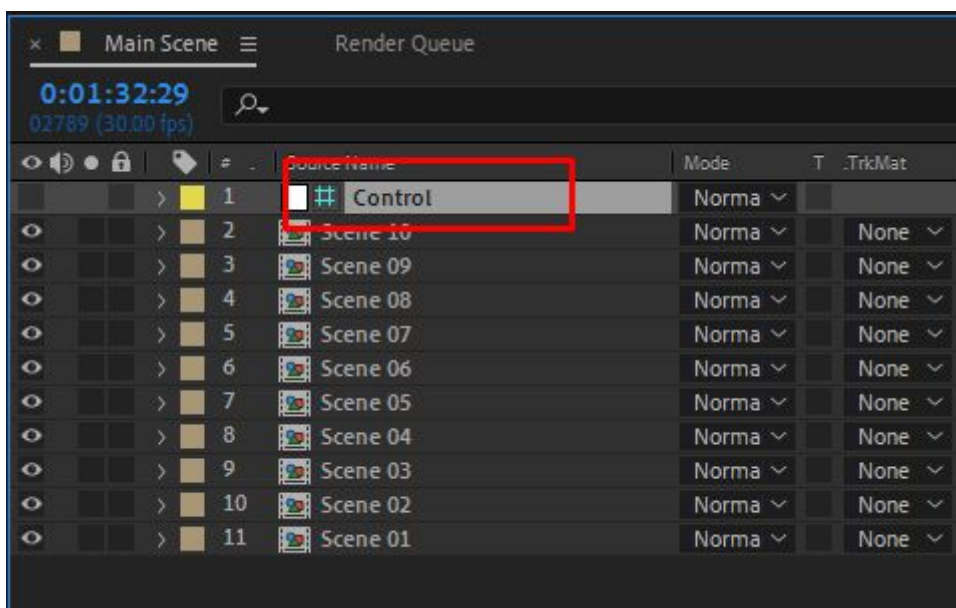 × Main Scene ≡ Render Queue
0:01:32:29
02789 (30.00 fps)
# . Source Name Mode T .TrkMat
1 Control Norma
2 Scene 10 Norma None
3 Scene 09 Norma None
4 Scene 08 Norma None
5 Scene 07 Norma None
6 Scene 06 Norma None
7 Scene 05 Norma None
8 Scene 04 Norma None
9 Scene 03 Norma None
10 Scene 02 Norma None
11 Scene 01 Norma None